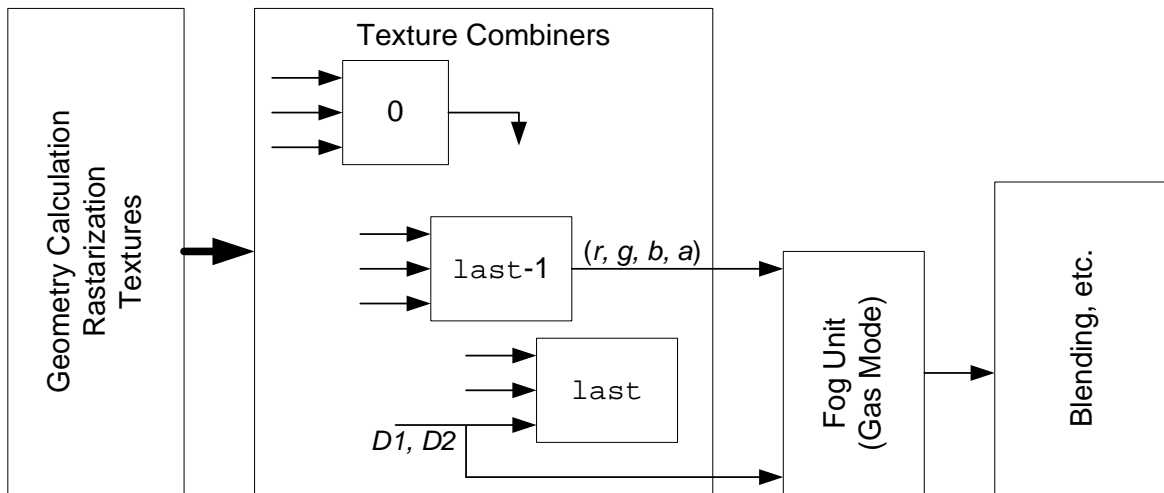 Geometry Calculation
Rastarization
Textures
Texture Combiners
0
last-1
(r, g, b, a)
last
D1, D2
Fog Unit
(Gas Mode)
Blending, etc.